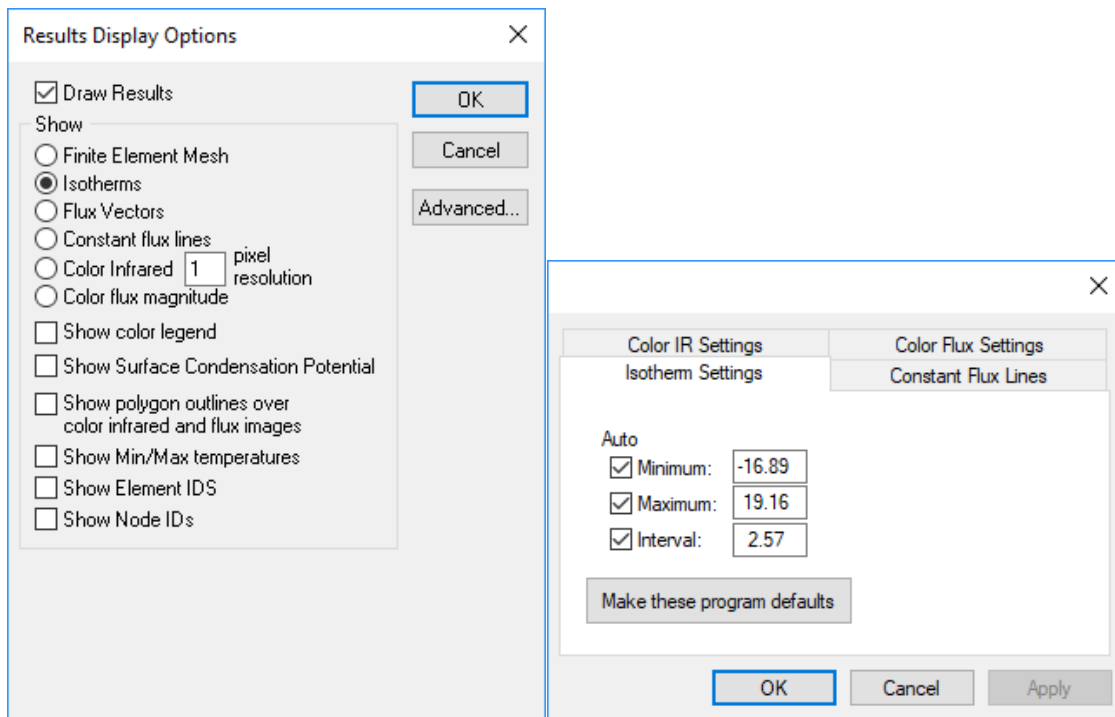 Results Display Options
Draw Results
OK
Show
Cancel
Finite Element Mesh
Isotherms
Advanced...
Flux Vectors
Constant flux lines
Color Infrared 1 pixel
resolution
Color flux magnitude
Show color legend
Show Surface Condensation Potential
Show polygon outlines over
color infrared and flux images
Show Min/Max temperatures
Show Element IDS
Show Node IDs
Color IR Settings
Color Flux Settings
Isotherm Settings
Constant Flux Lines
Auto
Minimum: -16.89
Maximum: 19.16
Interval: 2.57
Make these program defaults
OK
Cancel
Apply